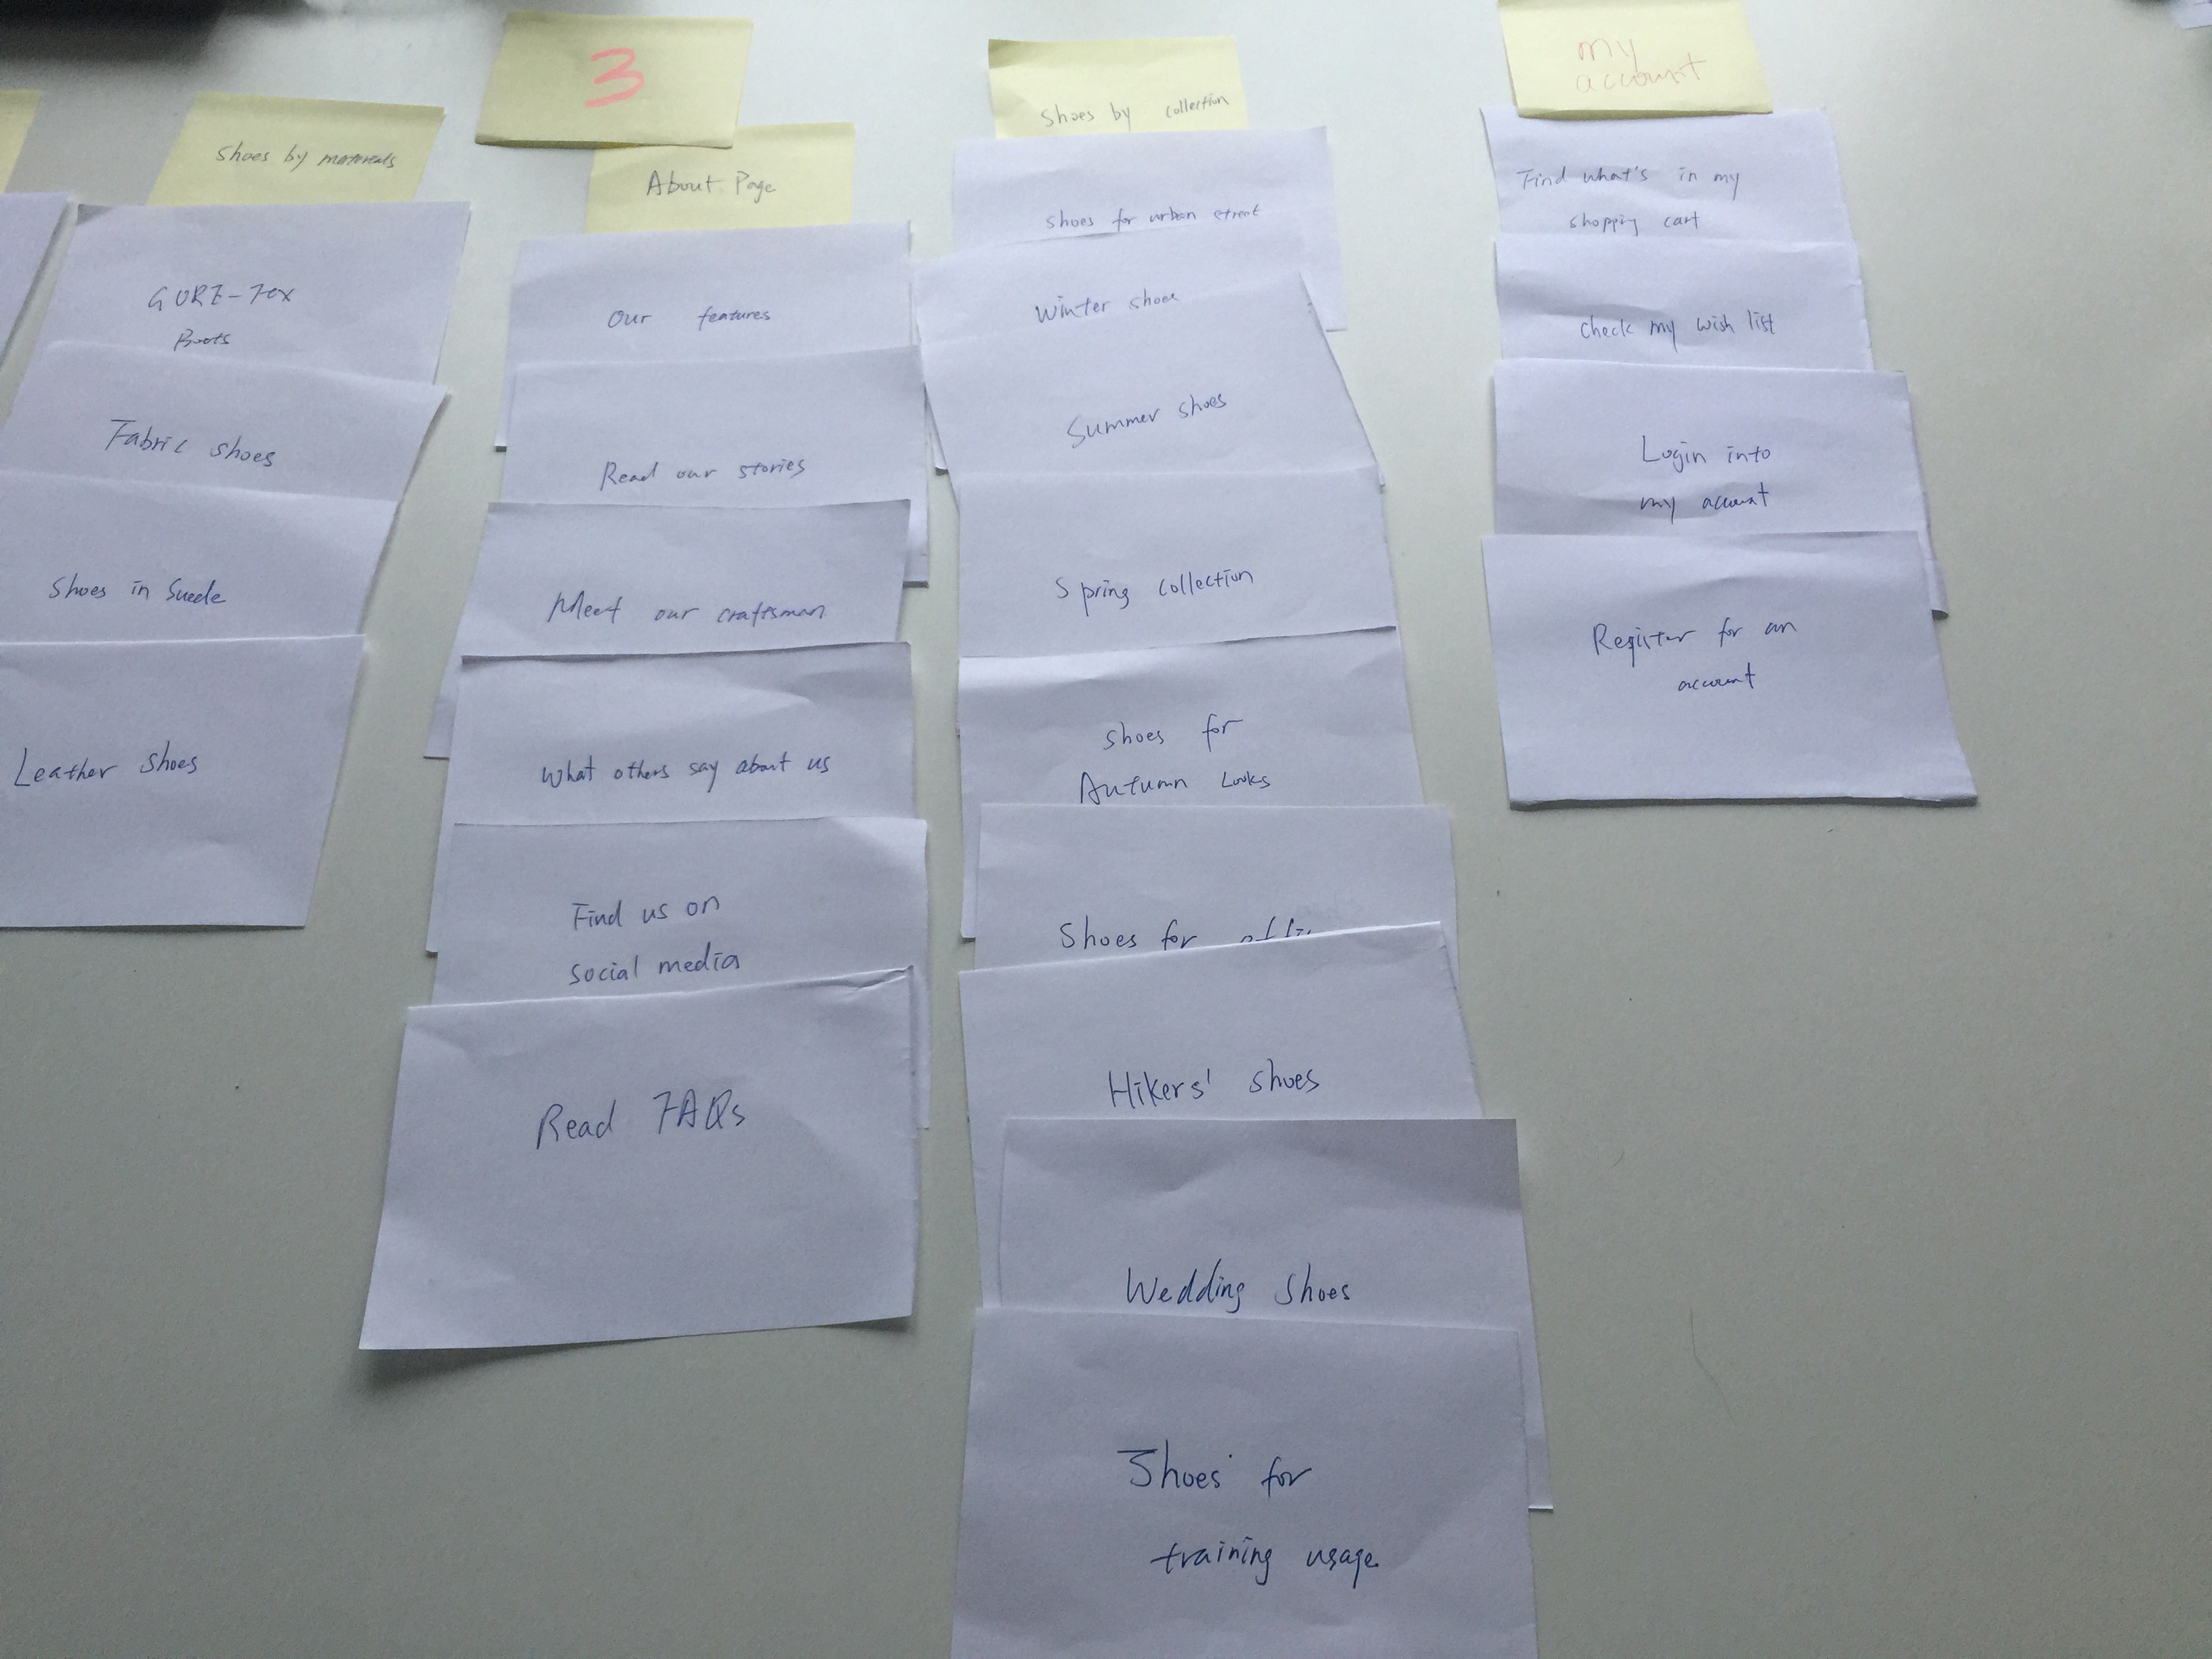 3
Shoes by materials
GORE-TEX
Fabric shoes
Shoes in Suede
Leather shoes
About Page
our features
Read our stories
Meet our craftsman
What others say about us
Find us on
social media
Read FAQs
Shoes by collection
shoes for urban
Winter shoes
Summer shoes
Spring collection
shoes for
Autumn Looks
Shoes for
Hikers' shoes
Wedding Shoes
Shoes for
training usage
my
account
Find what's in my
shopping cart
check my wish list
Login into
my account
Register for an
account